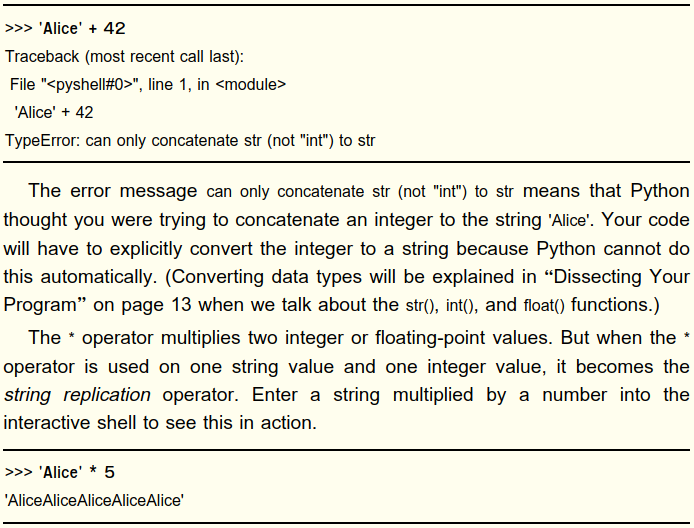 >>> 'Alice' + 42
Traceback (most recent call last):
File "<pyshell#0>", line 1, in <module>
'Alice' + 42
TypeError: can only concatenate str (not "int") to str
The error message can only concatenate str (not "int") to str means that Python
thought you were trying to concatenate an integer to the string 'Alice'. Your code
will have to explicitly convert the integer to a string because Python cannot do
this automatically. (Converting data types will be explained in “Dissecting Your
Program” on page 13 when we talk about the str(), int(), and float() functions.)
The * operator multiplies two integer or floating-point values. But when the *
operator is used on one string value and one integer value, it becomes the
string replication operator. Enter a string multiplied by a number into the
interactive shell to see this in action.
>>> 'Alice' * 5
'AliceAliceAliceAliceAlice'